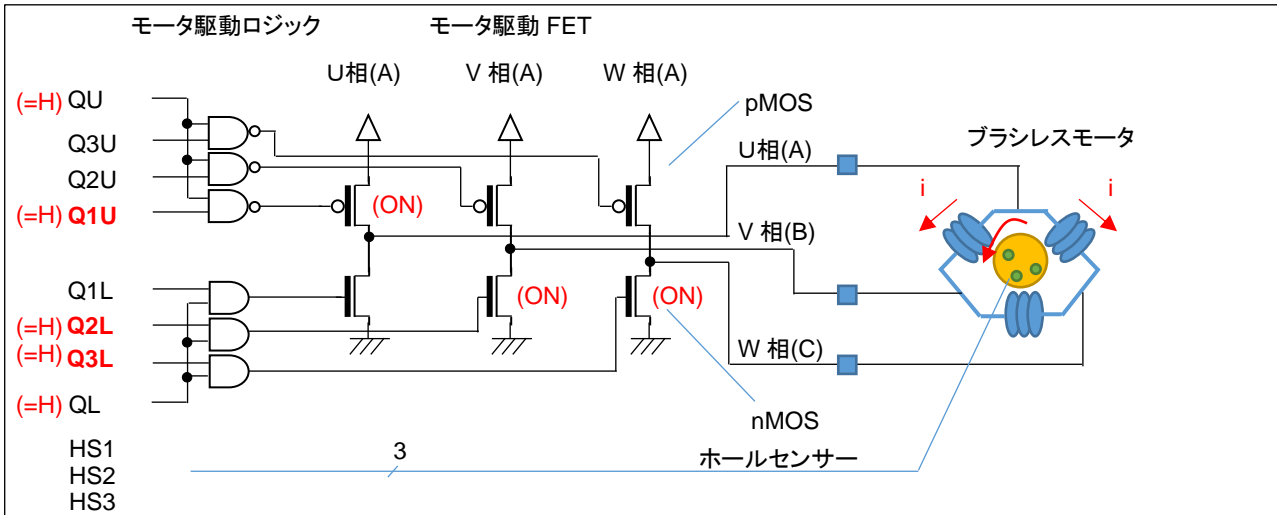 モータ駆動ロジック
モータ駆動 FET
U相(A)
V 相(A)
W 相(A)
(=H) QU
Q3U
Q2U
(=H) Q1U
(ON)
pMOS
U相(A)
ブラシレスモータ
i
i
V 相(B)
Q1L
(=H) Q2L
(=H) Q3L
(ON)
(ON)
W 相(C)
(=H) QL
nMOS
HS1
HS2
HS3
3
ホールセンサー